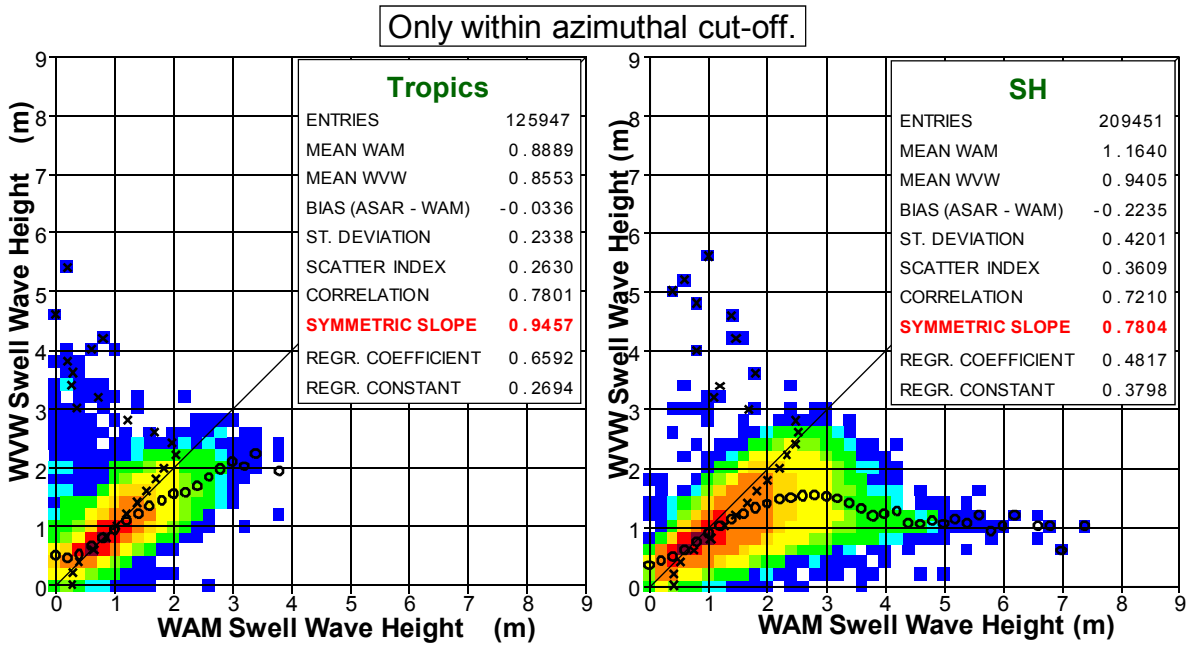 Only within azimuthal cut-off.
Tropics
ENTRIES 125947
MEAN WAM 0.8889
MEAN WVW 0.8553
BIAS (ASAR - WAM) -0.0336
ST. DEVIATION 0.2338
SCATTER INDEX 0.2630
CORRELATION 0.7801
SYMMETRIC SLOPE 0.9457
REGR. COEFFICIENT 0.6592
REGR. CONSTANT 0.2694
WVW Swell Wave Height (m)
9
8
7
6
5
4
3
2
1
0
0 1 2 3 4 5 6 7 8 9
WAM Swell Wave Height (m)
SH
ENTRIES 209451
MEAN WAM 1.1640
MEAN WVW 0.9405
BIAS (ASAR - WAM) -0.2235
ST. DEVIATION 0.4201
SCATTER INDEX 0.3609
CORRELATION 0.7210
SYMMETRIC SLOPE 0.7804
REGR. COEFFICIENT 0.4817
REGR. CONSTANT 0.3798
WVW Swell Wave Height (m)
9
8
7
6
5
4
3
2
1
0
0 1 2 3 4 5 6 7 8 9
WAM Swell Wave Height (m)